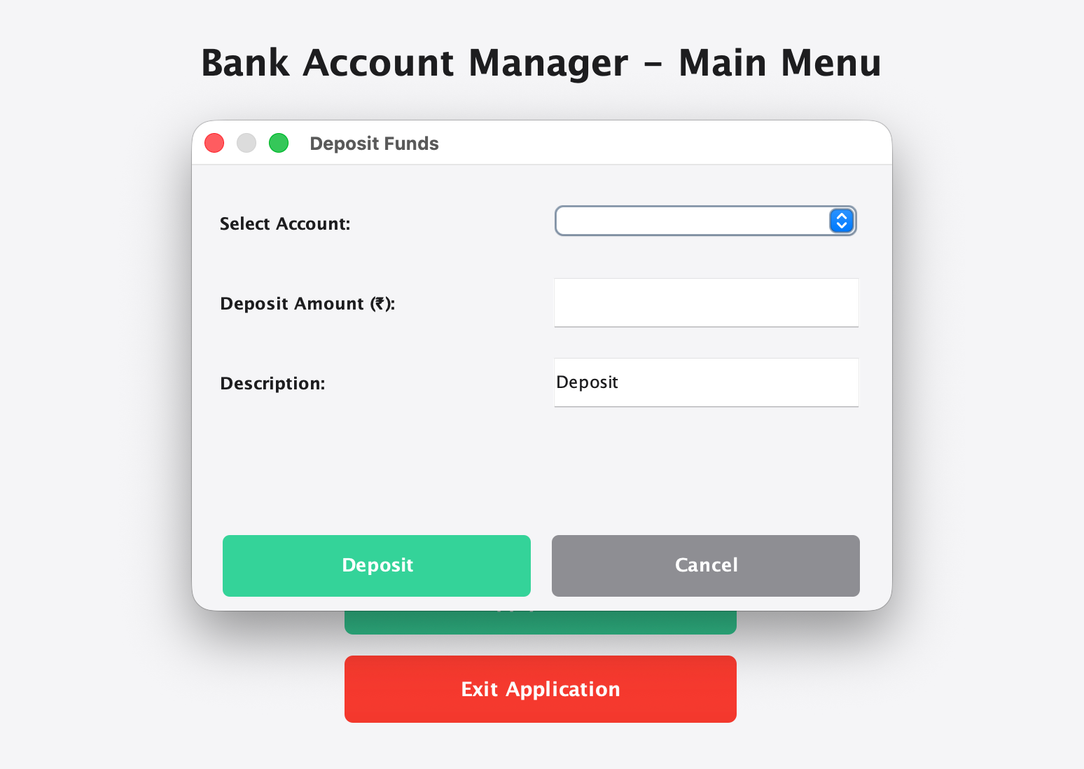 Bank Account Manager – Main Menu
Deposit Funds
Select Account:
Deposit Amount (₹):
Description:
Deposit
Deposit
Cancel
Exit Application